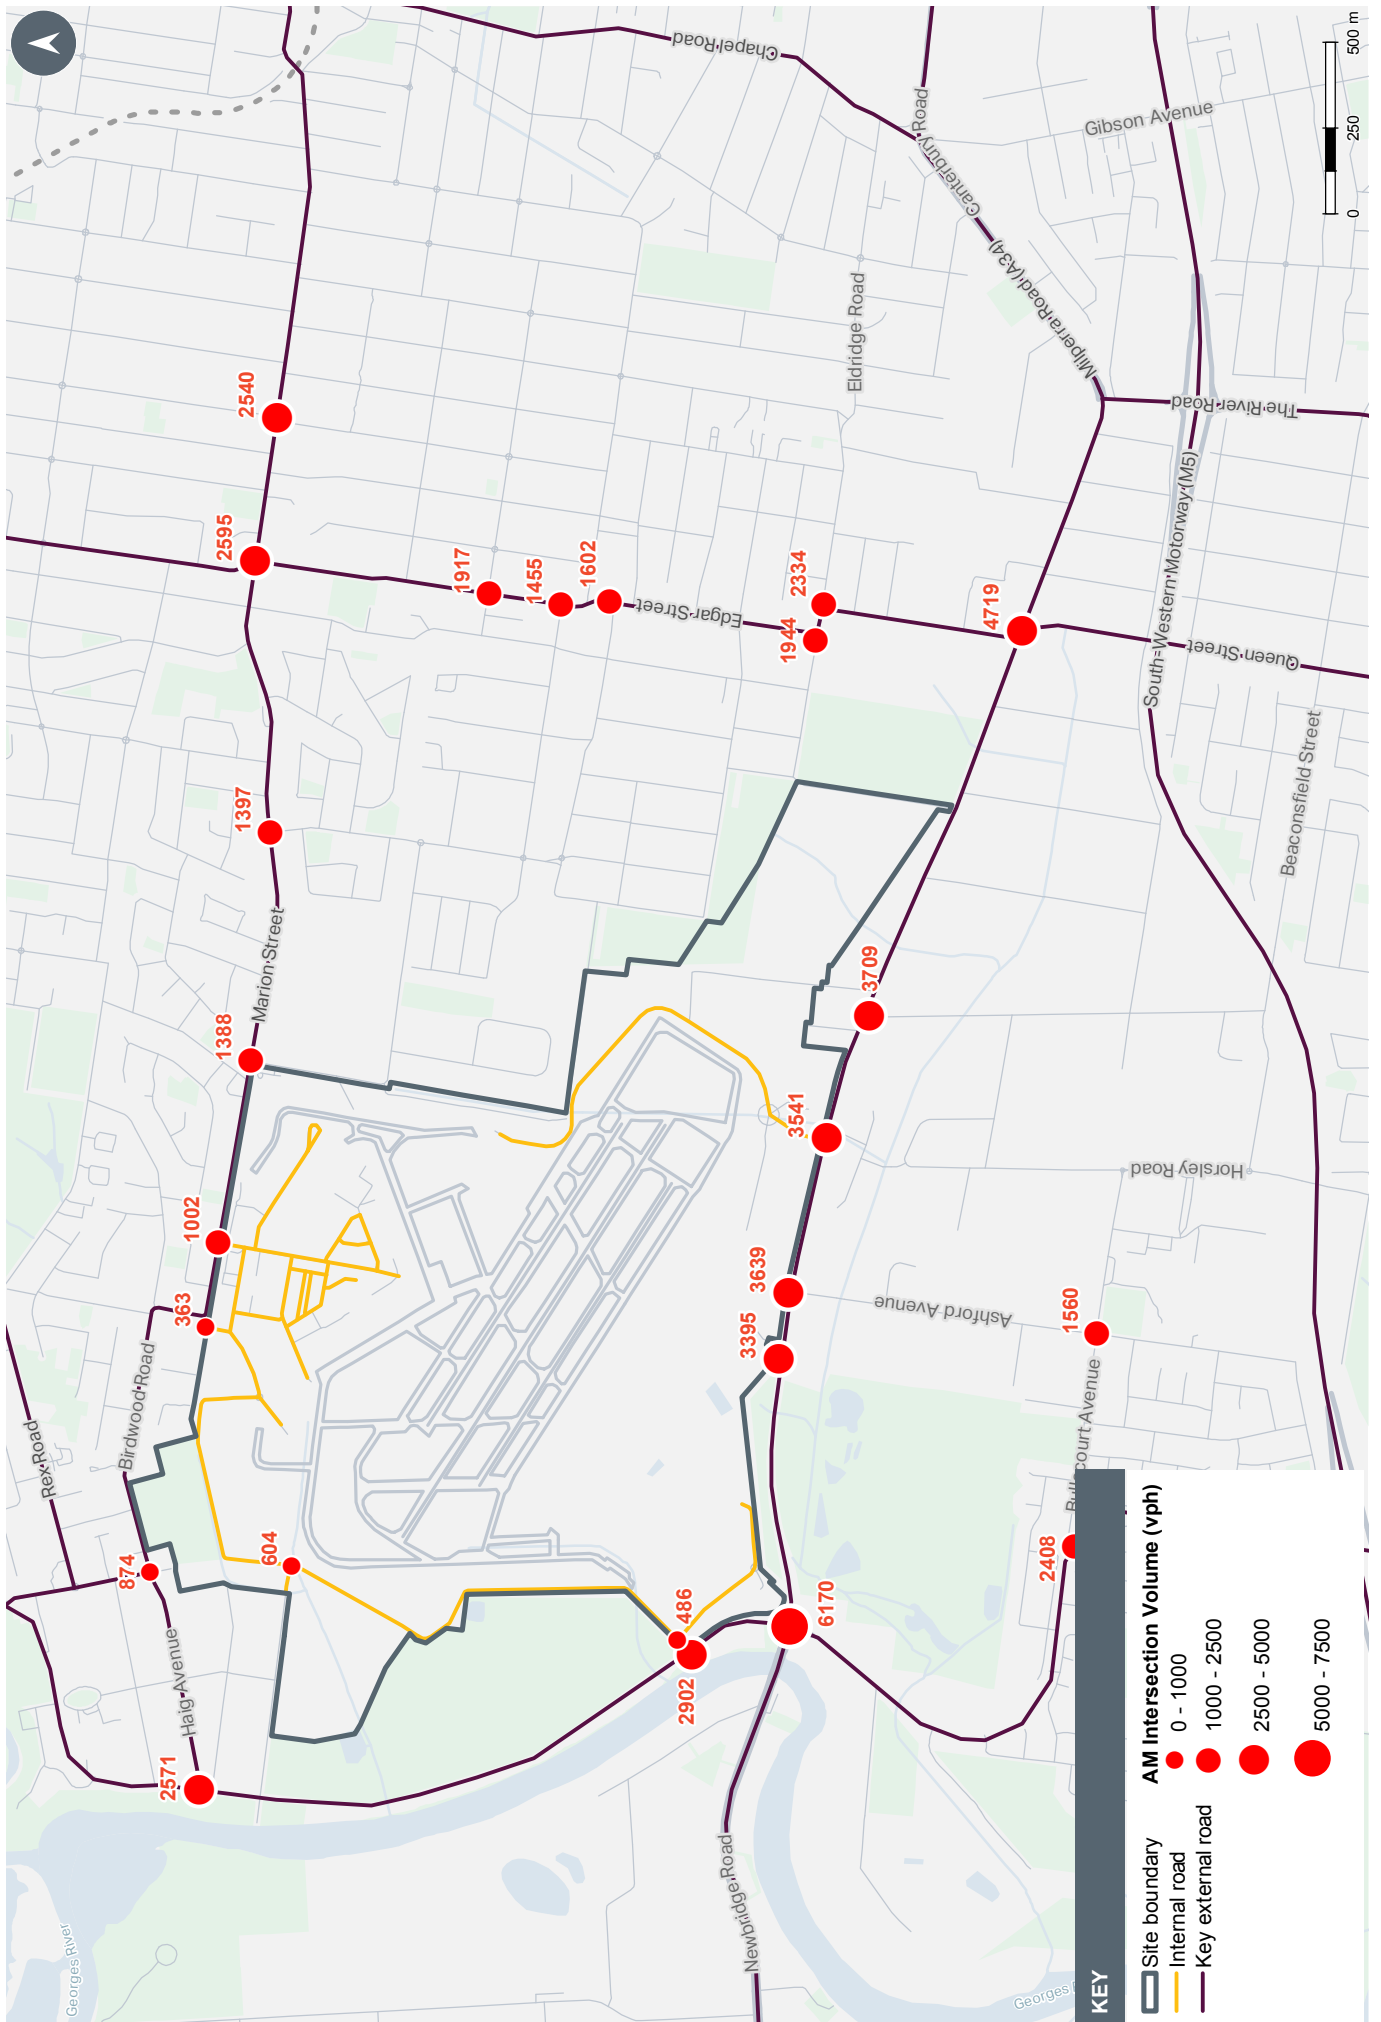 Chapel Road
Canterbury Road
Gibson Avenue
Milperra Road (A34)
Eldridge Road
The River Road
South-Western Motorway (M5)
Queen Street
Beaconsfield Street
Edgar Street
Marion Street
Horsley Road
Ashford Avenue
Birdwood Road
Rex Road
Haig Avenue
Newbridge Road
Georges River
Georges
2540
2595
1917
1455
1602
2334
1944
4719
1397
1388
3709
3541
1002
363
3639
3395
1560
874
604
486
2902
6170
2408
2571
0
250
500 m
KEY
Site boundary
Internal road
Key external road
AM Intersection Volume (vph)
0 - 1000
1000 - 2500
2500 - 5000
5000 - 7500
Avenue